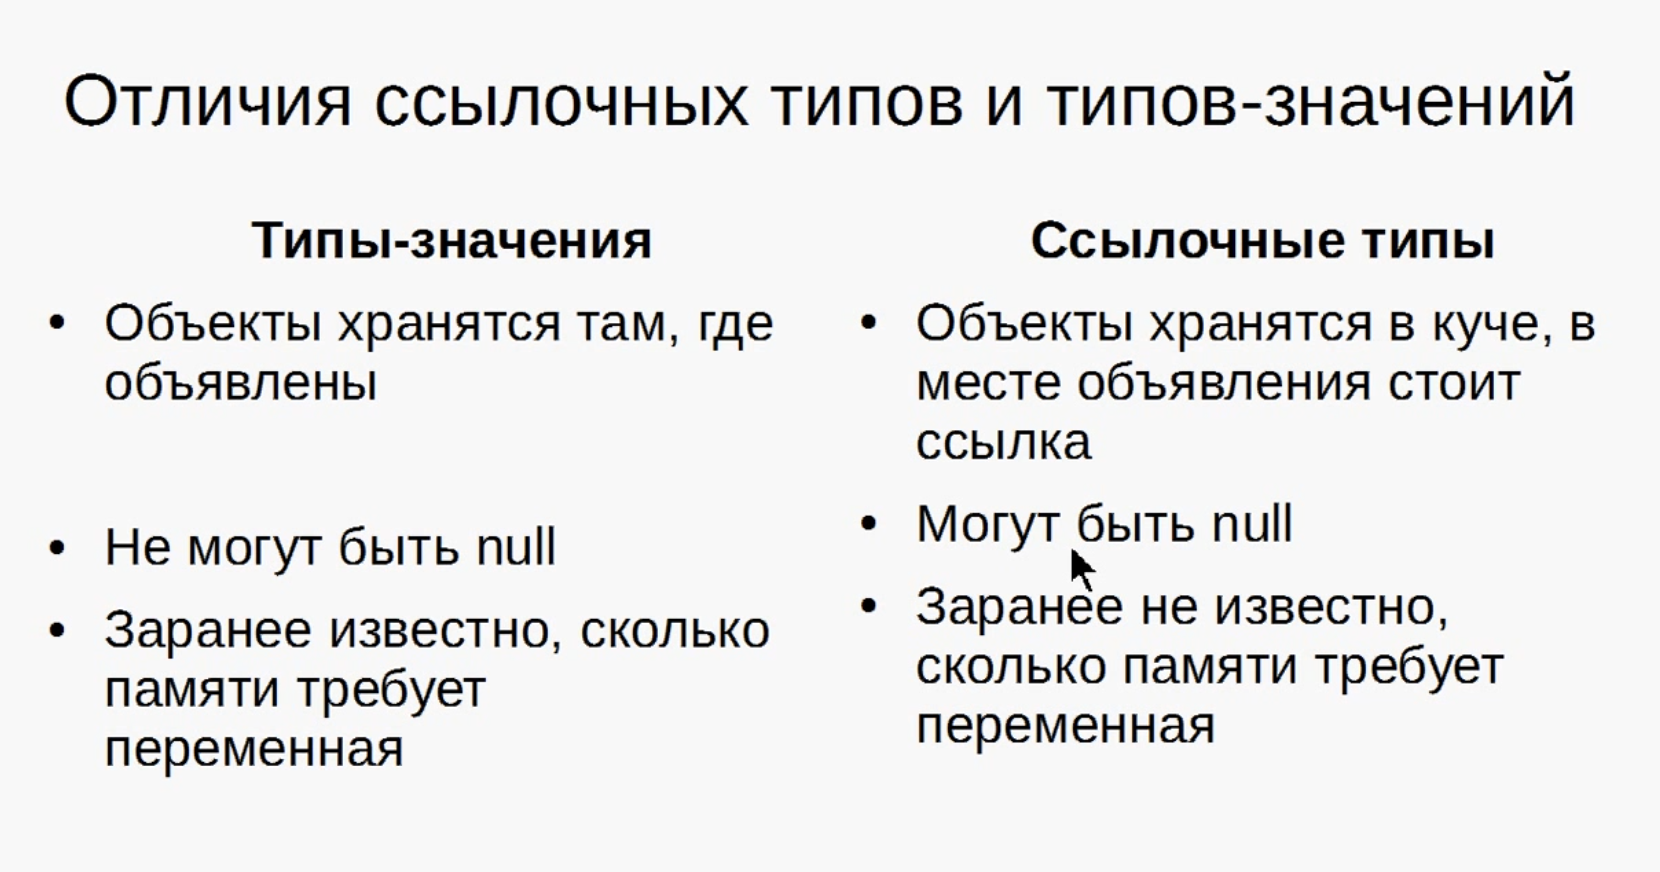 Отличия ссылочных типов и типов-значений
Типы-значения
• Объекты хранятся там, где
объявлены
• Не могут быть null
• Заранее известно, сколько
памяти требует
переменная
Ссылочные типы
• Объекты хранятся в куче, в
месте объявления стоит
ссылка
• Могут быть null
• Заранее не известно,
сколько памяти требует
переменная